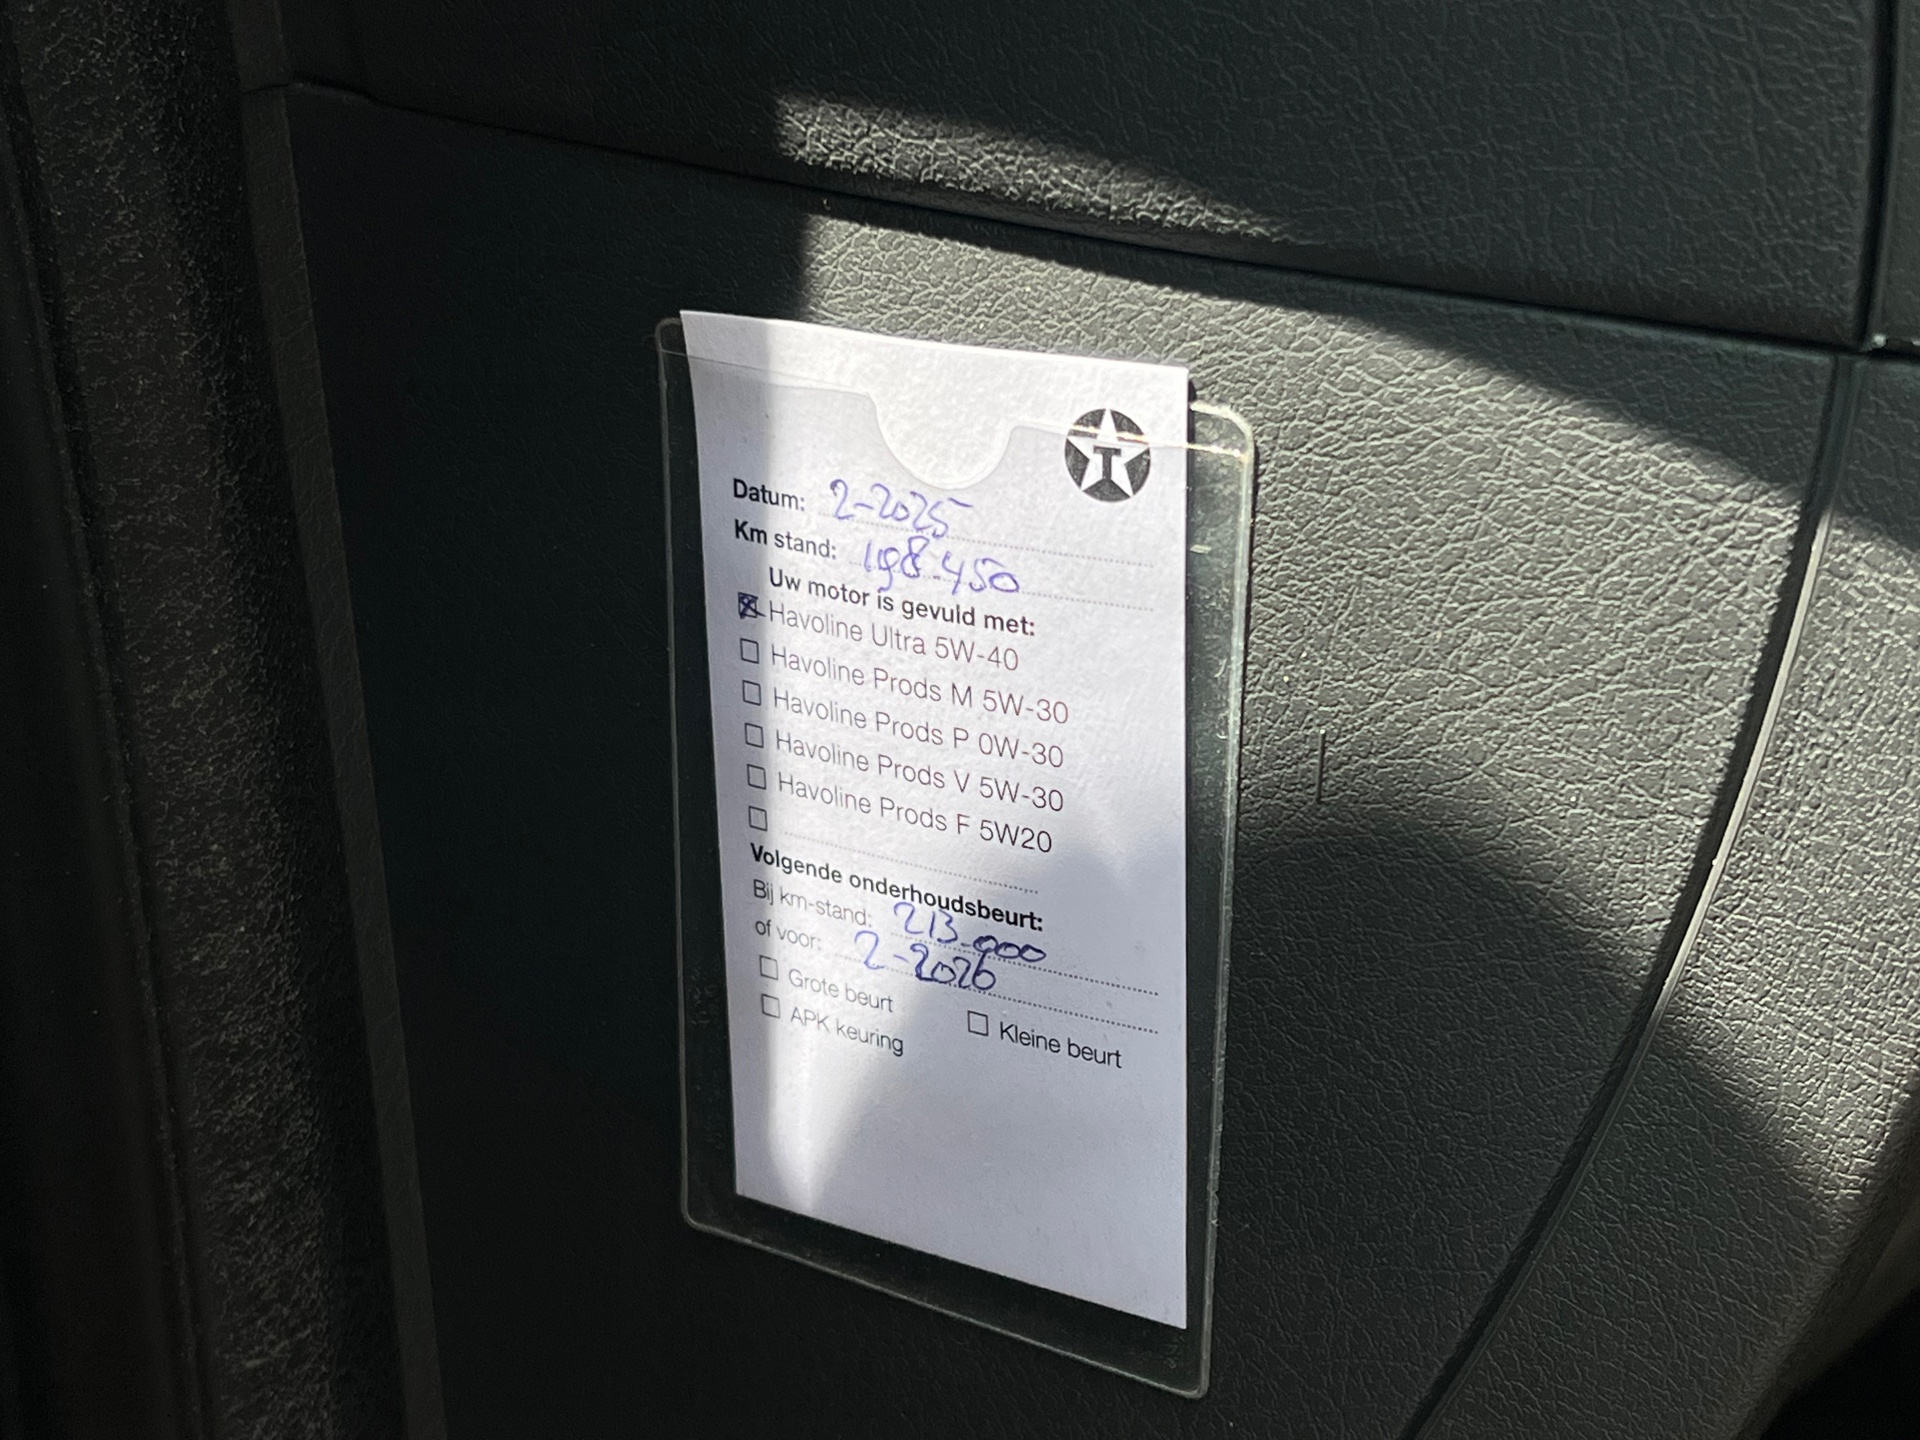 T
Datum: 2-2025
Km stand: 198.450
Uw motor is gevuld met:
Havoline Ultra 5W-40
Havoline Prods M 5W-30
Havoline Prods P 0W-30
Havoline Prods V 5W-30
Havoline Prods F 5W20
Volgende onderhoudsbeurt:
Bij km-stand: 213.000
of voor: 2-2026
Grote beurt
Kleine beurt
APK keuring